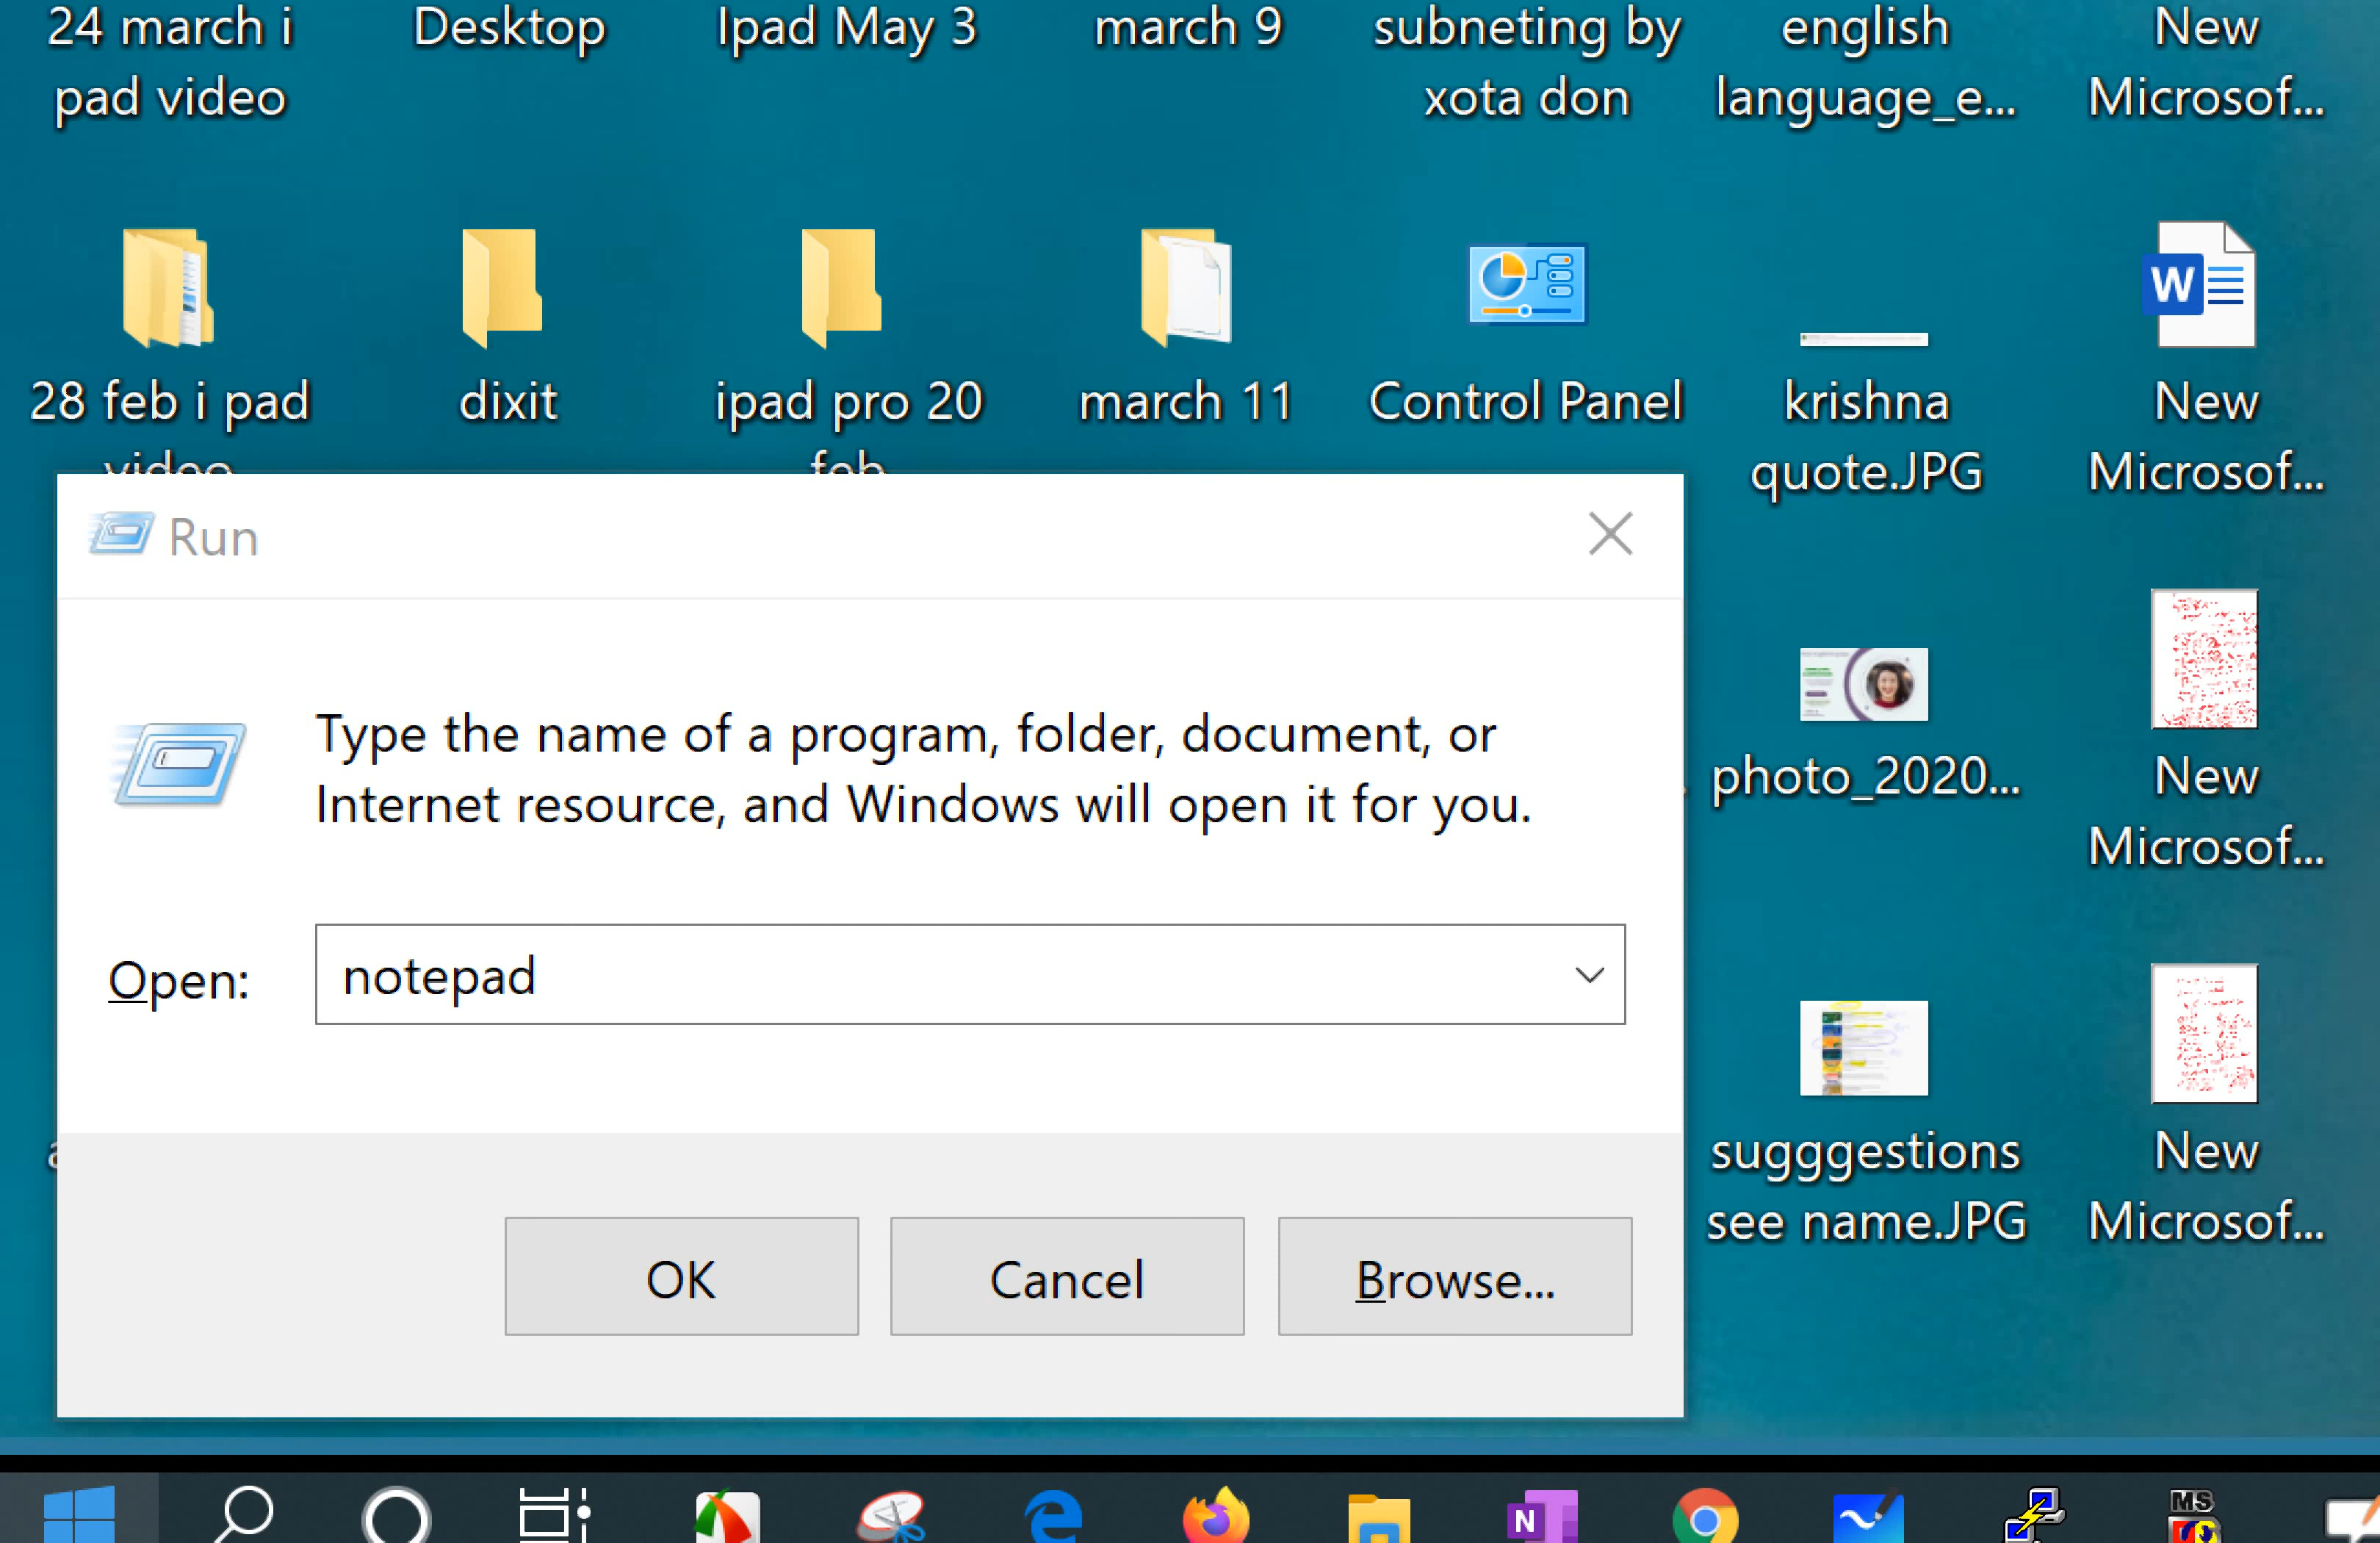 24 march i
pad video
Desktop
Ipad May 3
march 9
subneting by
xota don
english
language_e...
New
Microsof...
28 feb i pad
video
dixit
ipad pro 20
feb
march 11
Control Panel
krishna
quote.JPG
New
Microsof...
Run
Type the name of a program, folder, document, or
Internet resource, and Windows will open it for you.
Open:
notepad
OK
Cancel
Browse...
photo_2020...
New
Microsof...
sugggestions
see name.JPG
New
Microsof...
W
N
MS